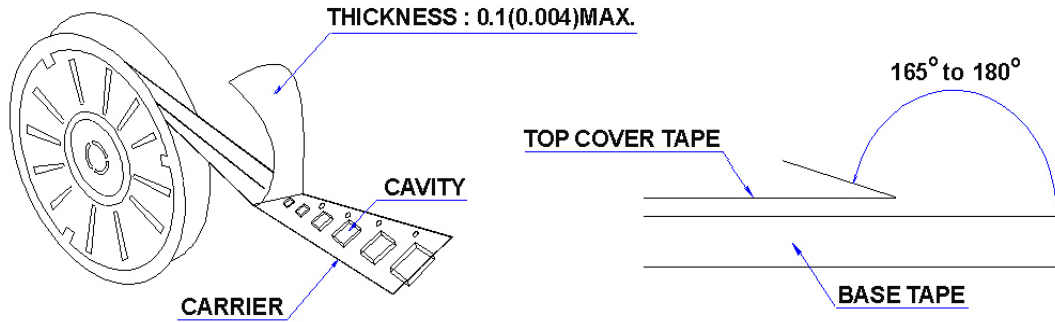 THICKNESS : 0.1(0.004)MAX.
165° to 180°
TOP COVER TAPE
CAVITY
CARRIER
BASE TAPE